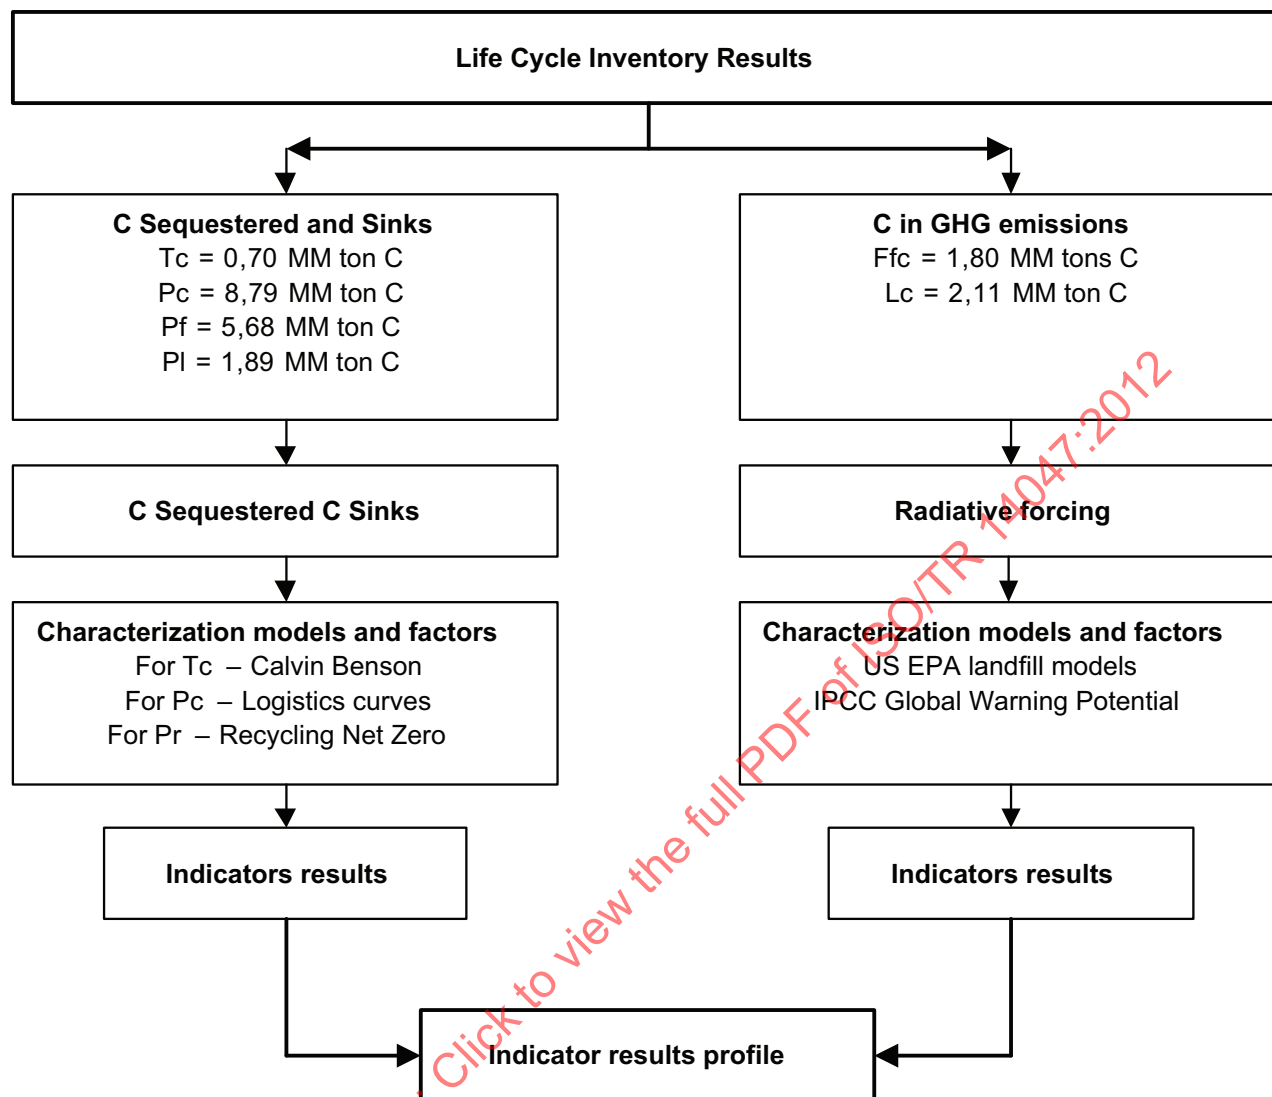 Life Cycle Inventory Results
C Sequestered and Sinks
Tc = 0,70 MM ton C
Pc = 8,79 MM ton C
Pf = 5,68 MM ton C
Pl = 1,89 MM ton C
C in GHG emissions
Ffc = 1,80 MM tons C
Lc = 2,11 MM ton C
C Sequestered C Sinks
Radiative forcing
Characterization models and factors
For Tc – Calvin Benson
For Pc – Logistics curves
For Pr – Recycling Net Zero
Characterization models and factors
US EPA landfill models
IPCC Global Warning Potential
Indicators results
Indicators results
Indicator results profile
Click to view the full PDF of ISO/TR 14047:2012